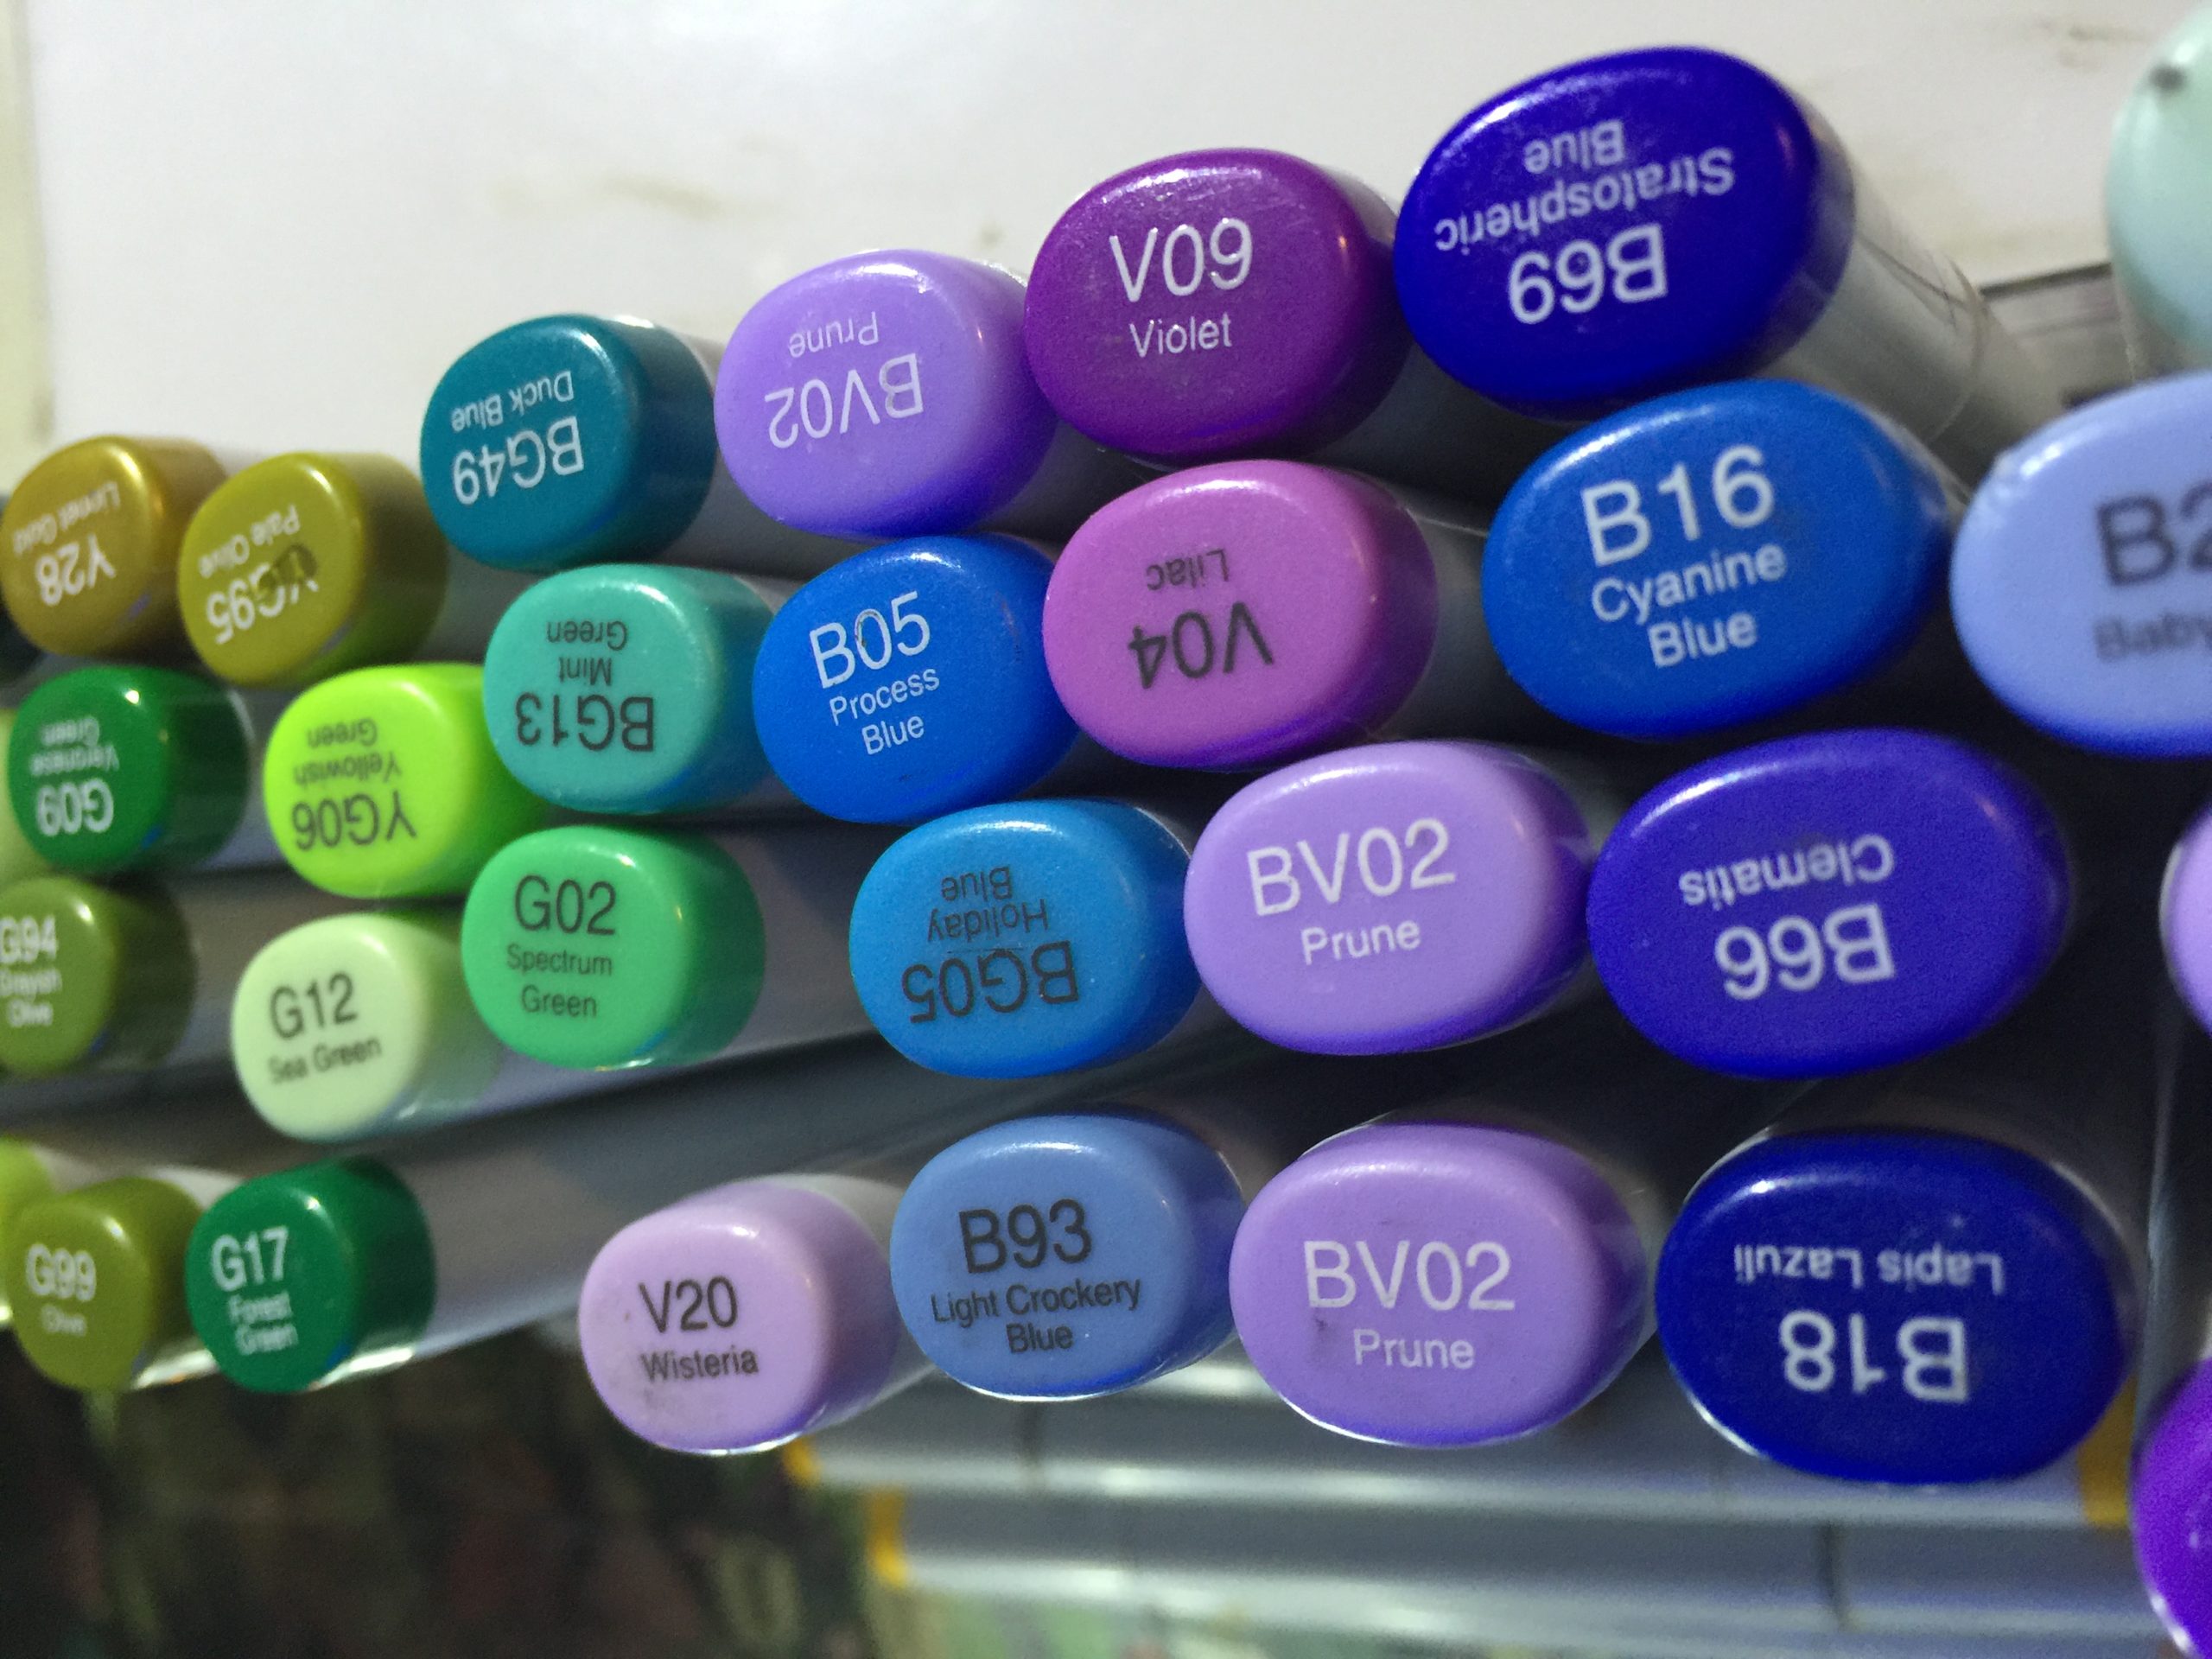 B69
Stratospheric
Blue
V09
Violet
BV02
Prune
BG49
Duck Blue
YG95
Pale Olive
Y28
Lionet Gold
B2
Baby
B16
Cyanine
Blue
V04
Lilac
B05
Process
Blue
BG13
Mint
Green
YG06
Yellowish
Green
G09
Veronese
Green
B66
Clematis
BV02
Prune
BG05
Holiday
Blue
G02
Spectrum
Green
G12
Sea Green
G94
Grayish
Olive
B18
Lapis Lazuli
BV02
Prune
B93
Light Crockery
Blue
V20
Wisteria
G17
Forest
Green
G99
Olive